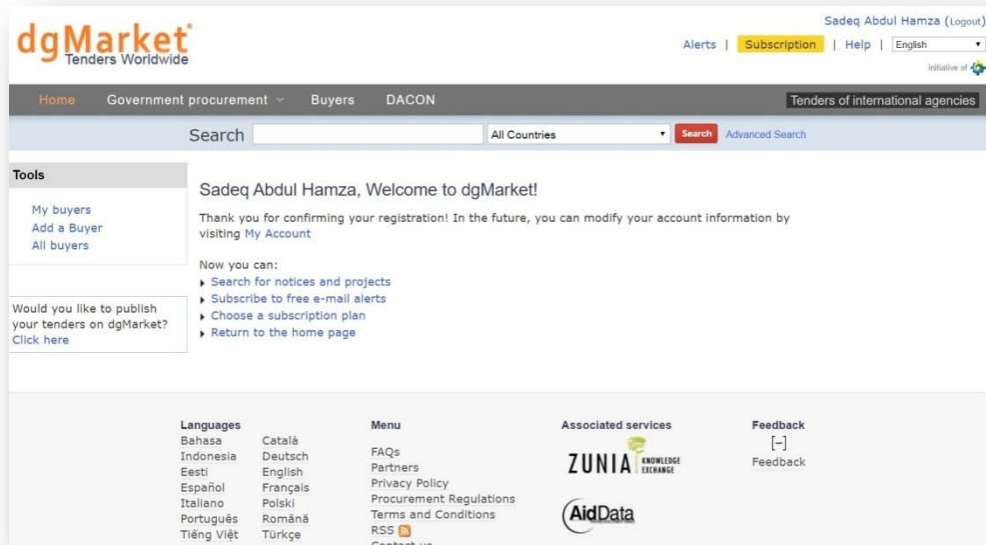 dgMarket
Tenders Worldwide
Sadeq Abdul Hamza (Logout)
Alerts | Subscription | Help | English
initiative of
Home Government procurement Buyers DACON Tenders of international agencies
Search All Countries Search Advanced Search
Tools
My buyers
Add a Buyer
All buyers
Would you like to publish
your tenders on dgMarket?
Click here
Sadeq Abdul Hamza, Welcome to dgMarket!
Thank you for confirming your registration! In the future, you can modify your account information by
visiting My Account
Now you can:
Search for notices and projects
Subscribe to free e-mail alerts
Choose a subscription plan
Return to the home page
Languages
Bahasa
Indonesia
Eesti
Español
Italiano
Português
Tiếng Việt
Català
Deutsch
English
Français
Polski
Română
Türkçe
Menu
FAQs
Partners
Privacy Policy
Procurement Regulations
Terms and Conditions
RSS
Contact us
Associated services
ZUNIA KNOWLEDGE
EXCHANGE
AidData
Feedback
[-]
Feedback